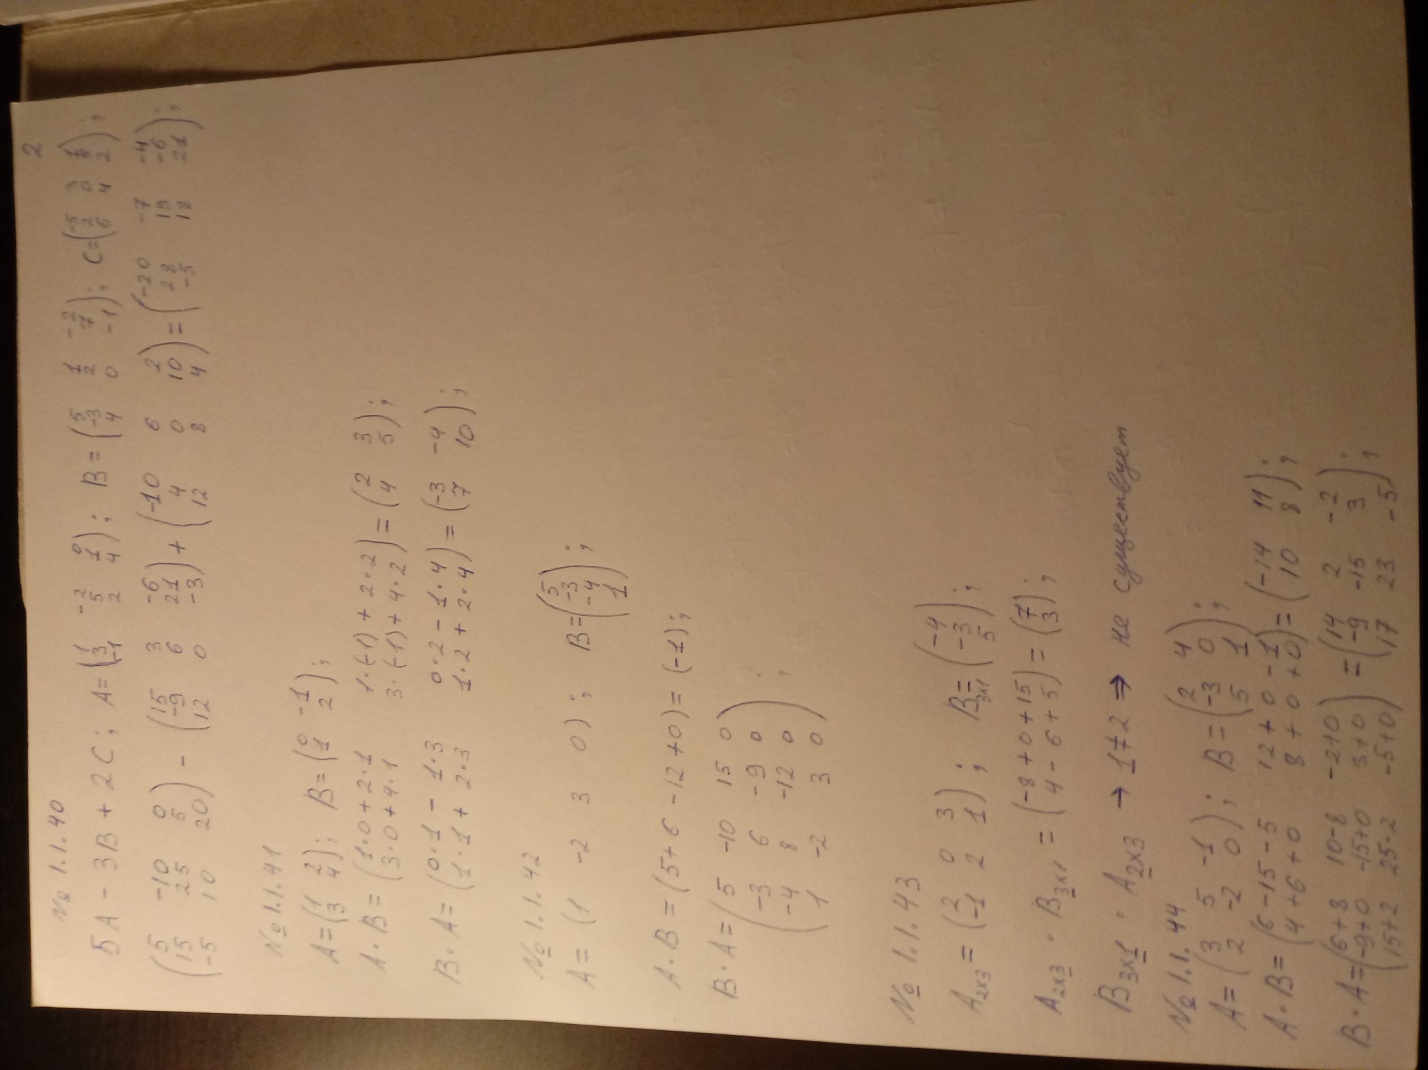 2
№ 1.1.40
5A - 3B + 2C; A = (1 -2 0; B = (5 1 -2; C = (-5 3 1
3 5 1 -3 2 7 2 0 8
-1 2 4); 4 0 -1); 6 4 2);
(5 -10 0 (15 3 -6 (-10 6 2 (-20 -7 -4
15 25 5 -9 6 21 4 0 10 28 19 -6
-5 10 20) - 12 0 -3) + 12 8 4) = -5 18 21);
№ 1.1.41
A = (1 2; B = (0 -1
3 4); 1 2);
A · B = (1·0 + 2·1 1·(-1) + 2·2 = (2 3
3·0 + 4·1 3·(-1) + 4·2) 4 5);
B · A = (0·1 - 1·3 0·2 - 1·4 = (-3 -4
1·1 + 2·3 1·2 + 2·4) 7 10);
№ 1.1.42
A = (1 -2 3 0); B = (5
-3
-4
1);
A · B = (5 + 6 - 12 + 0) = (-1);
B · A = (5 -10 15 0
-3 6 -9 0
-4 8 -12 0
1 -2 3 0);
№ 1.1.43
A2x3 = (2 0 3; B3x1 = (-4
-1 2 1); -3
5);
A2x3 · B3x1 = (-8 + 0 + 15 = (7
4 - 6 + 5) 3);
B3x1 · A2x3 → 1≠2 ⇒ не существует
№ 1.1.44
A = (3 5 -1; B = (2 4
2 -2 0); -3 0
5 1);
A · B = (6 - 15 - 5 12 + 0 - 1 = (-14 11
4 + 6 + 0 8 + 0 + 0) 10 8);
B · A = (6 + 8 10 - 8 -2 + 0 = (14 2 -2
-9 + 0 -15 + 0 3 + 0 -9 -15 3
15 + 2 25 - 2 -5 + 0) 17 23 -5);